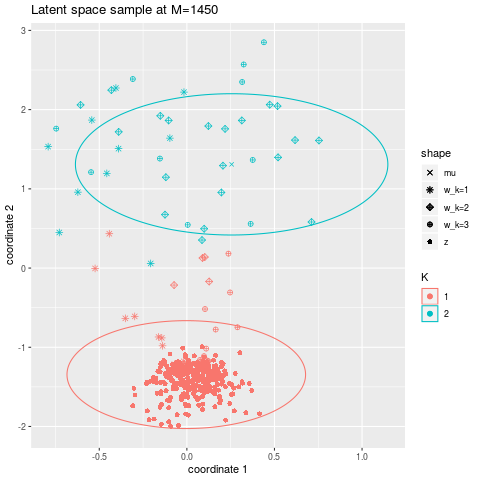 Latent space sample at M=1450
3
2
1
0
-1
-2
coordinate 2
-0.5
0.0
0.5
1.0
coordinate 1
shape
mu
w_k=1
w_k=2
w_k=3
z
K
1
2